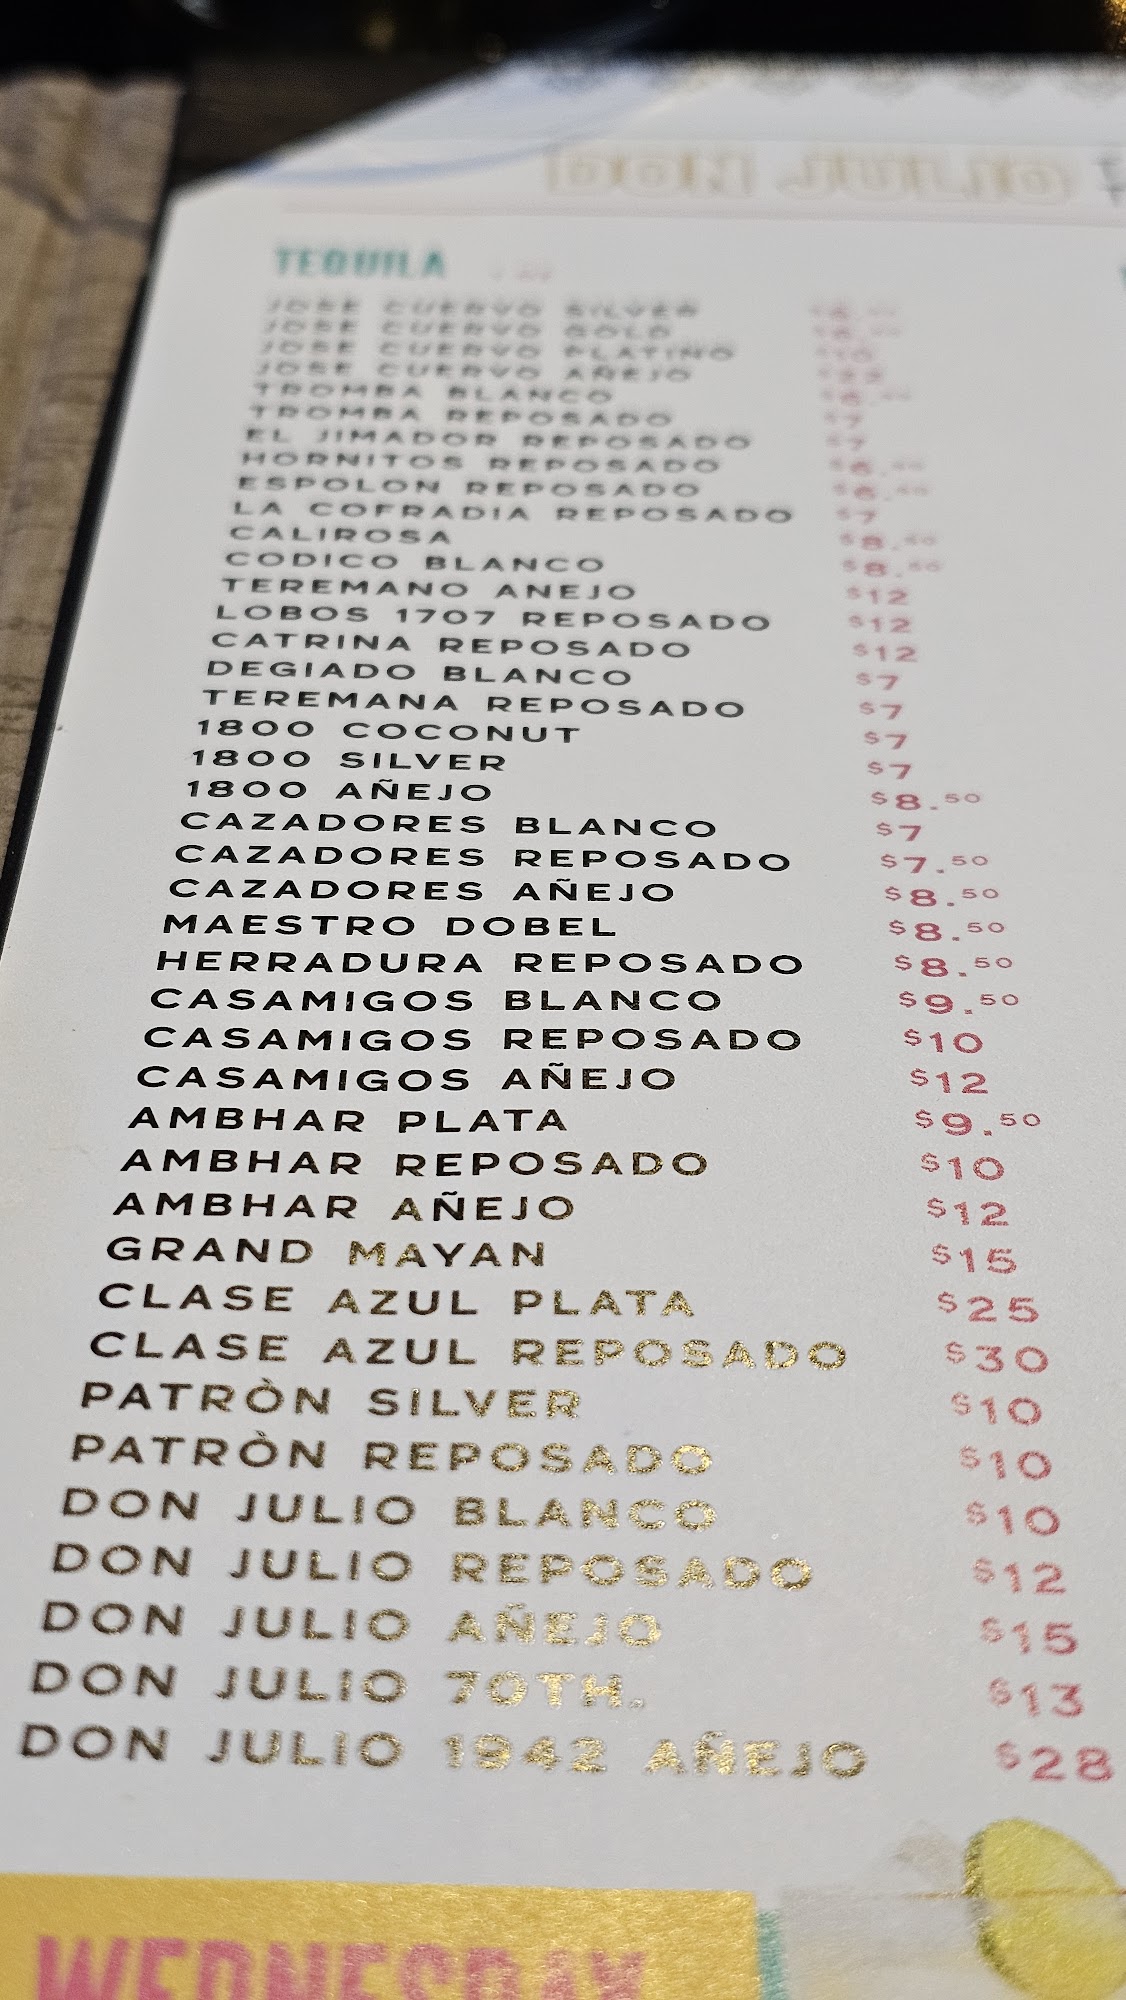 DON JULIO
TEQUILA
JOSE CUERVO SILVER
JOSE CUERVO GOLD
JOSE CUERVO PLATINO
JOSE CUERVO AÑEJO
TROMBA BLANCO
TROMBA REPOSADO $7
EL JIMADOR REPOSADO $7
HORNITOS REPOSADO
ESPOLON REPOSADO
LA COFRADIA REPOSADO $7
CALIROSA $8.50
CODICO BLANCO $8.50
TEREMANO ANEJO $12
LOBOS 1707 REPOSADO $12
CATRINA REPOSADO $12
DEGIADO BLANCO $7
TEREMANA REPOSADO $7
1800 COCONUT $7
1800 SILVER $7
1800 AÑEJO $8.50
CAZADORES BLANCO $7
CAZADORES REPOSADO $7.50
CAZADORES AÑEJO $8.50
MAESTRO DOBEL $8.50
HERRADURA REPOSADO $8.50
CASAMIGOS BLANCO $9.50
CASAMIGOS REPOSADO $10
CASAMIGOS AÑEJO $12
AMBHAR PLATA $9.50
AMBHAR REPOSADO $10
AMBHAR AÑEJO $12
GRAND MAYAN $15
CLASE AZUL PLATA $25
CLASE AZUL REPOSADO $30
PATRÒN SILVER $10
PATRÒN REPOSADO $10
DON JULIO BLANCO $10
DON JULIO REPOSADO $12
DON JULIO AÑEJO $15
DON JULIO 70TH. $13
DON JULIO 1942 AÑEJO $28
WEDNESDAY